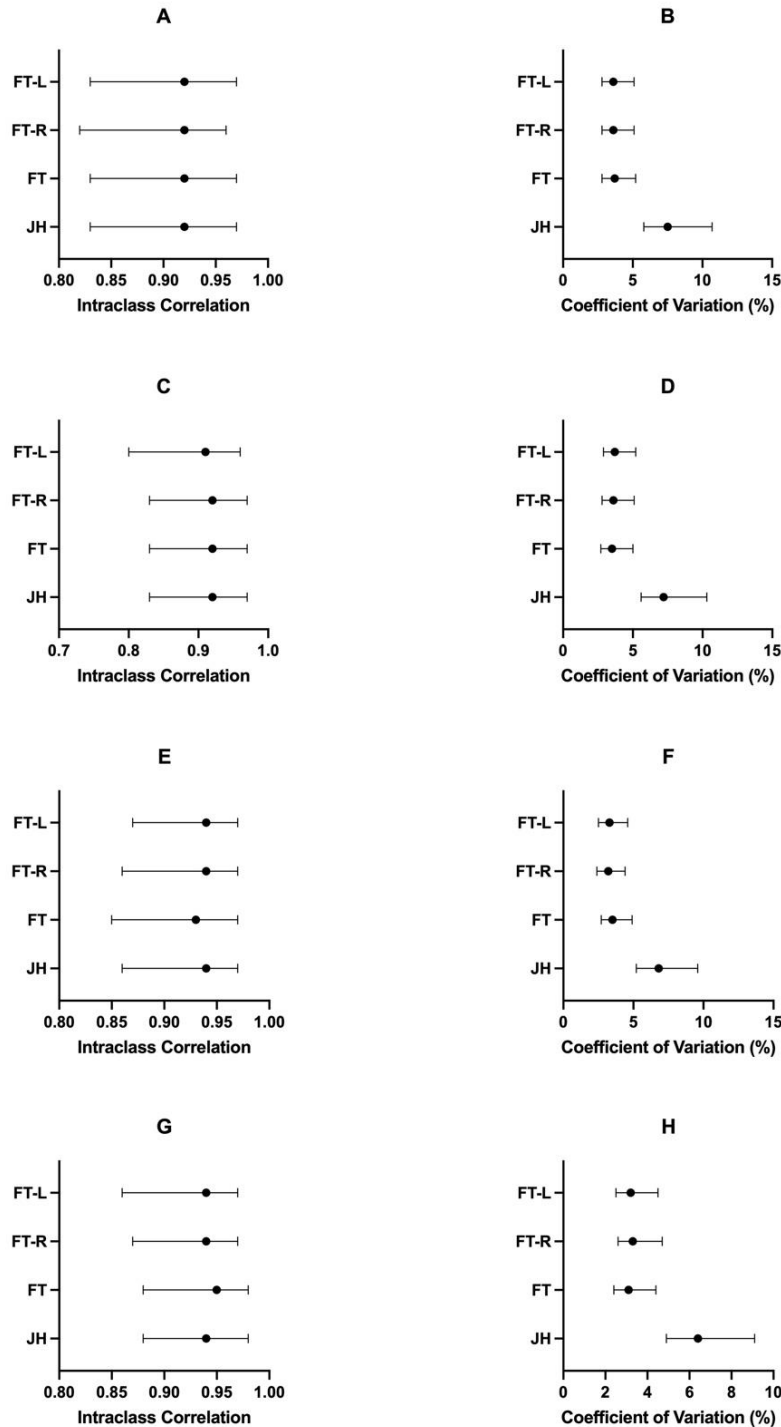 A
FT-L
FT-R
FT
JH
0.80 0.85 0.90 0.95 1.00
Intraclass Correlation
B
FT-L
FT-R
FT
JH
0 5 10 15
Coefficient of Variation (%)
C
FT-L
FT-R
FT
JH
0.7 0.8 0.9 1.0
Intraclass Correlation
D
FT-L
FT-R
FT
JH
0 5 10 15
Coefficient of Variation (%)
E
FT-L
FT-R
FT
JH
0.80 0.85 0.90 0.95 1.00
Intraclass Correlation
F
FT-L
FT-R
FT
JH
0 5 10 15
Coefficient of Variation (%)
G
FT-L
FT-R
FT
JH
0.80 0.85 0.90 0.95 1.00
Intraclass Correlation
H
FT-L
FT-R
FT
JH
0 2 4 6 8 10
Coefficient of Variation (%)